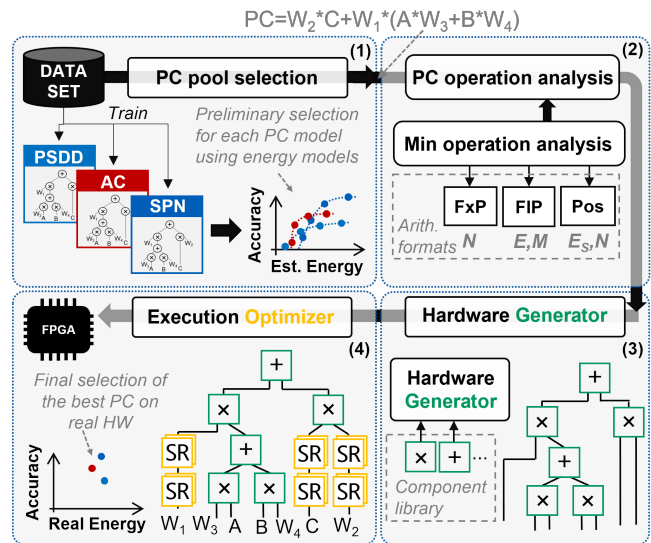 PC=W₂*C+W₁*(A*W₃+B*W₄)
(1)
DATA
SET
PC pool selection
Train
Preliminary selection
for each PC model
using energy models
PSDD
AC
SPN
Accuracy
Est. Energy
(2)
PC operation analysis
Min operation analysis
FxP
FlP
Pos
Arith.
formats
N
E,M
Eₛ,N
FPGA
Execution Optimizer
(4)
Final selection of
the best PC on
real HW
Accuracy
Real Energy
+
× ×
SR + SR SR
SR × × SR SR
W₁ W₃ A B W₄ C W₂
Hardware Generator
(3)
Hardware
Generator
× + ...
Component
library
+
× ×
+
× ×